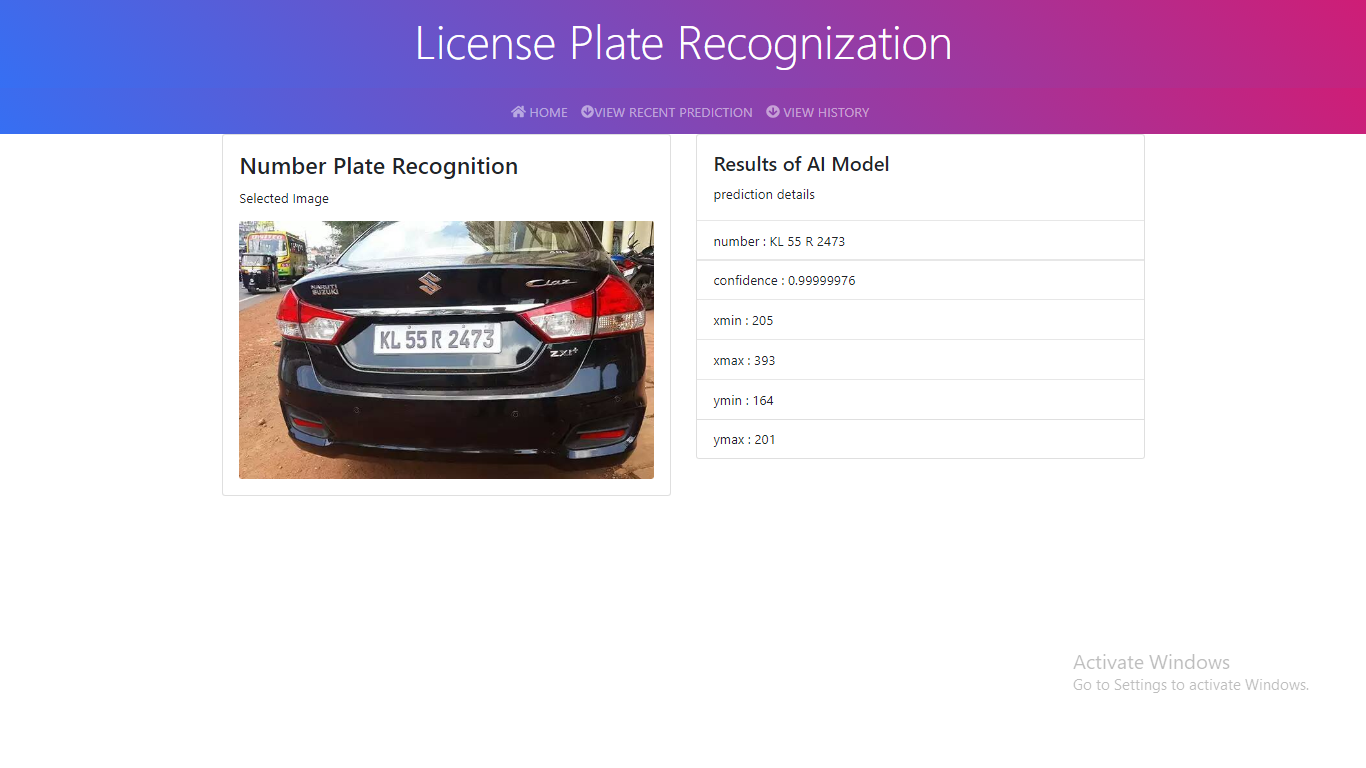 License Plate Recognization
HOME VIEW RECENT PREDICTION VIEW HISTORY
Number Plate Recognition
Selected Image
MARUTI
SUZUKI
Ciaz
KL 55 R 2473
ZXi+
Results of AI Model
prediction details
number : KL 55 R 2473
confidence : 0.99999976
xmin : 205
xmax : 393
ymin : 164
ymax : 201
Activate Windows
Go to Settings to activate Windows.